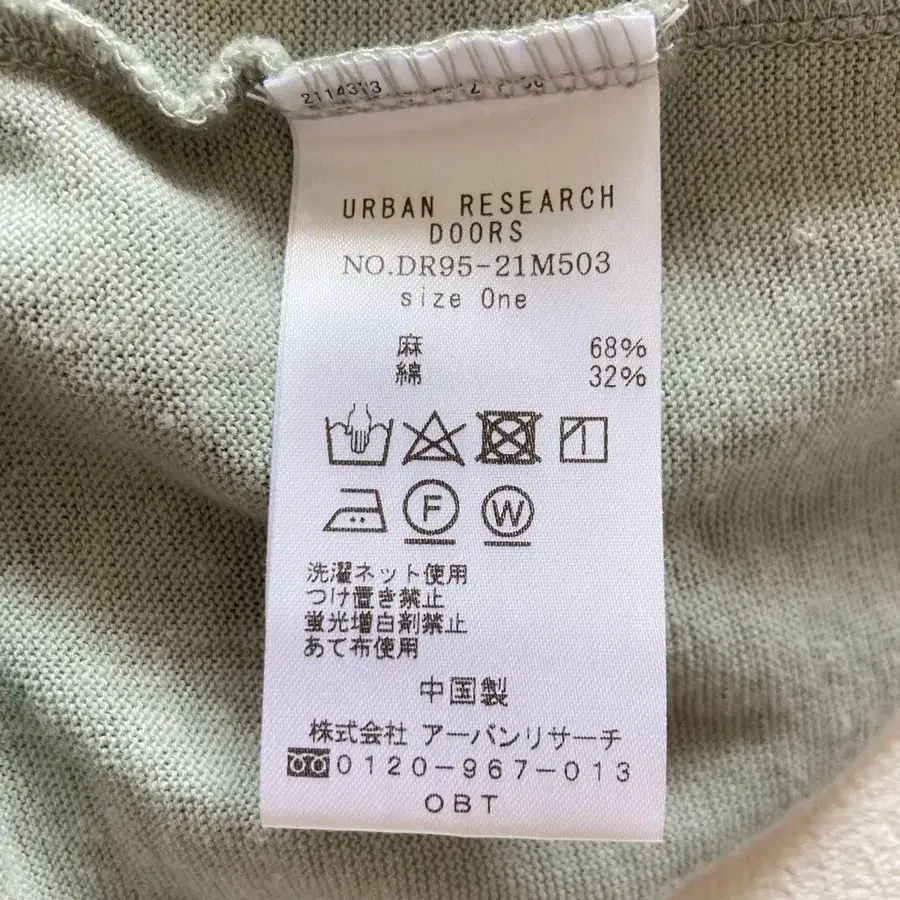 2114313
URBAN RESEARCH
DOORS
NO.DR95-21M503
size One
麻 68%
綿 32%
F W
洗濯ネット使用
つけ置き禁止
蛍光増白剤禁止
あて布使用
中国製
株式会社 アーバンリサーチ
0120-967-013
OBT